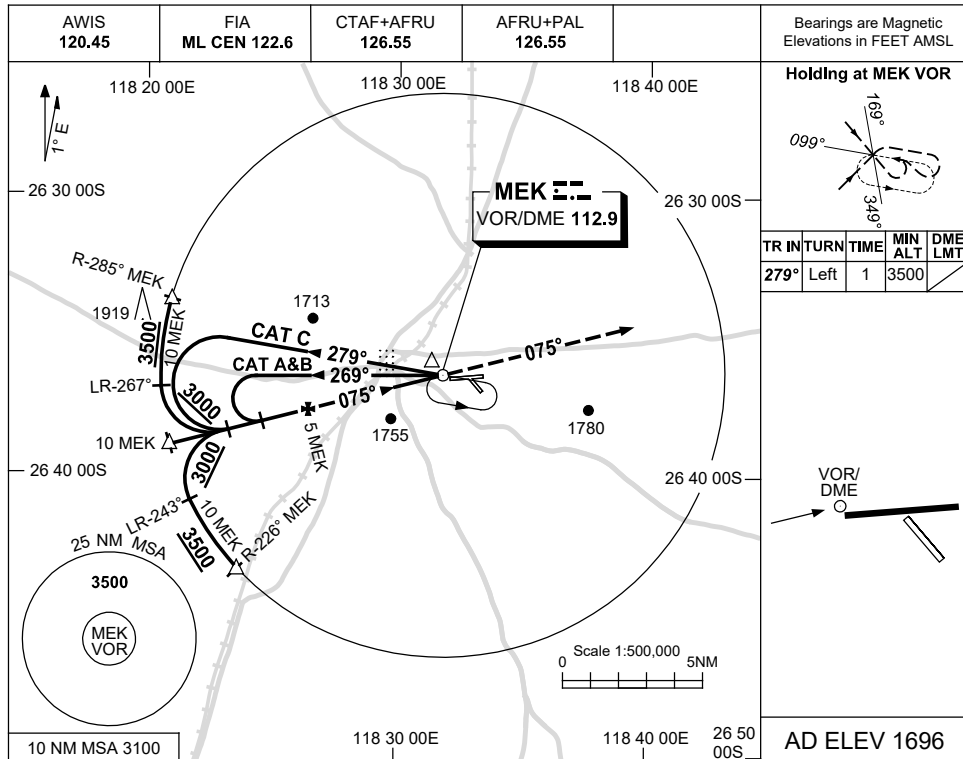 AWIS
120.45
FIA
ML CEN 122.6
CTAF+AFRU
126.55
AFRU+PAL
126.55
Bearings are Magnetic
Elevations in FEET AMSL
118 20 00E
118 30 00E
118 40 00E
1° E
26 30 00S
26 30 00S
MEK
VOR/DME 112.9
R-285° MEK
1919
3500
10 MEK
1713
CAT C
279°
CAT A&B
269°
075°
075°
LR-267°
3000
10 MEK
5 MEK
1755
1780
26 40 00S
26 40 00S
3000
LR-243°
10 MEK
R-226° MEK
3500
25 NM MSA
3500
MEK
VOR
Scale 1:500,000
0
5NM
10 NM MSA 3100
118 30 00E
118 40 00E
26 50
00S
Holding at MEK VOR
169°
099°
349°
TR IN TURN TIME MIN ALT DME LMT
279° Left 1 3500
VOR/
DME
AD ELEV 1696